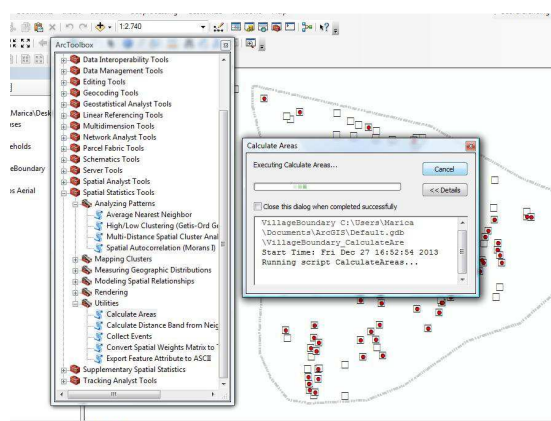 1:2.740
ArcToolbox
Data Interoperability Tools
Data Management Tools
Editing Tools
Geocoding Tools
Geostatistical Analyst Tools
Linear Referencing Tools
Multidimension Tools
Network Analyst Tools
Parcel Fabric Tools
Schematics Tools
Server Tools
Spatial Analyst Tools
Spatial Statistics Tools
Analyzing Patterns
Average Nearest Neighbor
High/Low Clustering (Getis-Ord Ge
Multi-Distance Spatial Cluster Anal
Spatial Autocorrelation (Morans I)
Mapping Clusters
Measuring Geographic Distributions
Modeling Spatial Relationships
Rendering
Utilities
Calculate Areas
Calculate Distance Band from Neig
Collect Events
Convert Spatial Weights Matrix to T
Export Feature Attribute to ASCII
Supplementary Spatial Statistics
Tracking Analyst Tools
Marica\Deskt
ses
eholds
eBoundary
s Aerial
Calculate Areas
Executing Calculate Areas...
Cancel
<< Details
Close this dialog when completed successfully
VillageBoundary C:\Users\Marica
\Documents\ArcGIS\Default.gdb
\VillageBoundary_CalculateAre
Start Time: Fri Dec 27 16:52:54 2013
Running script CalculateAreas...